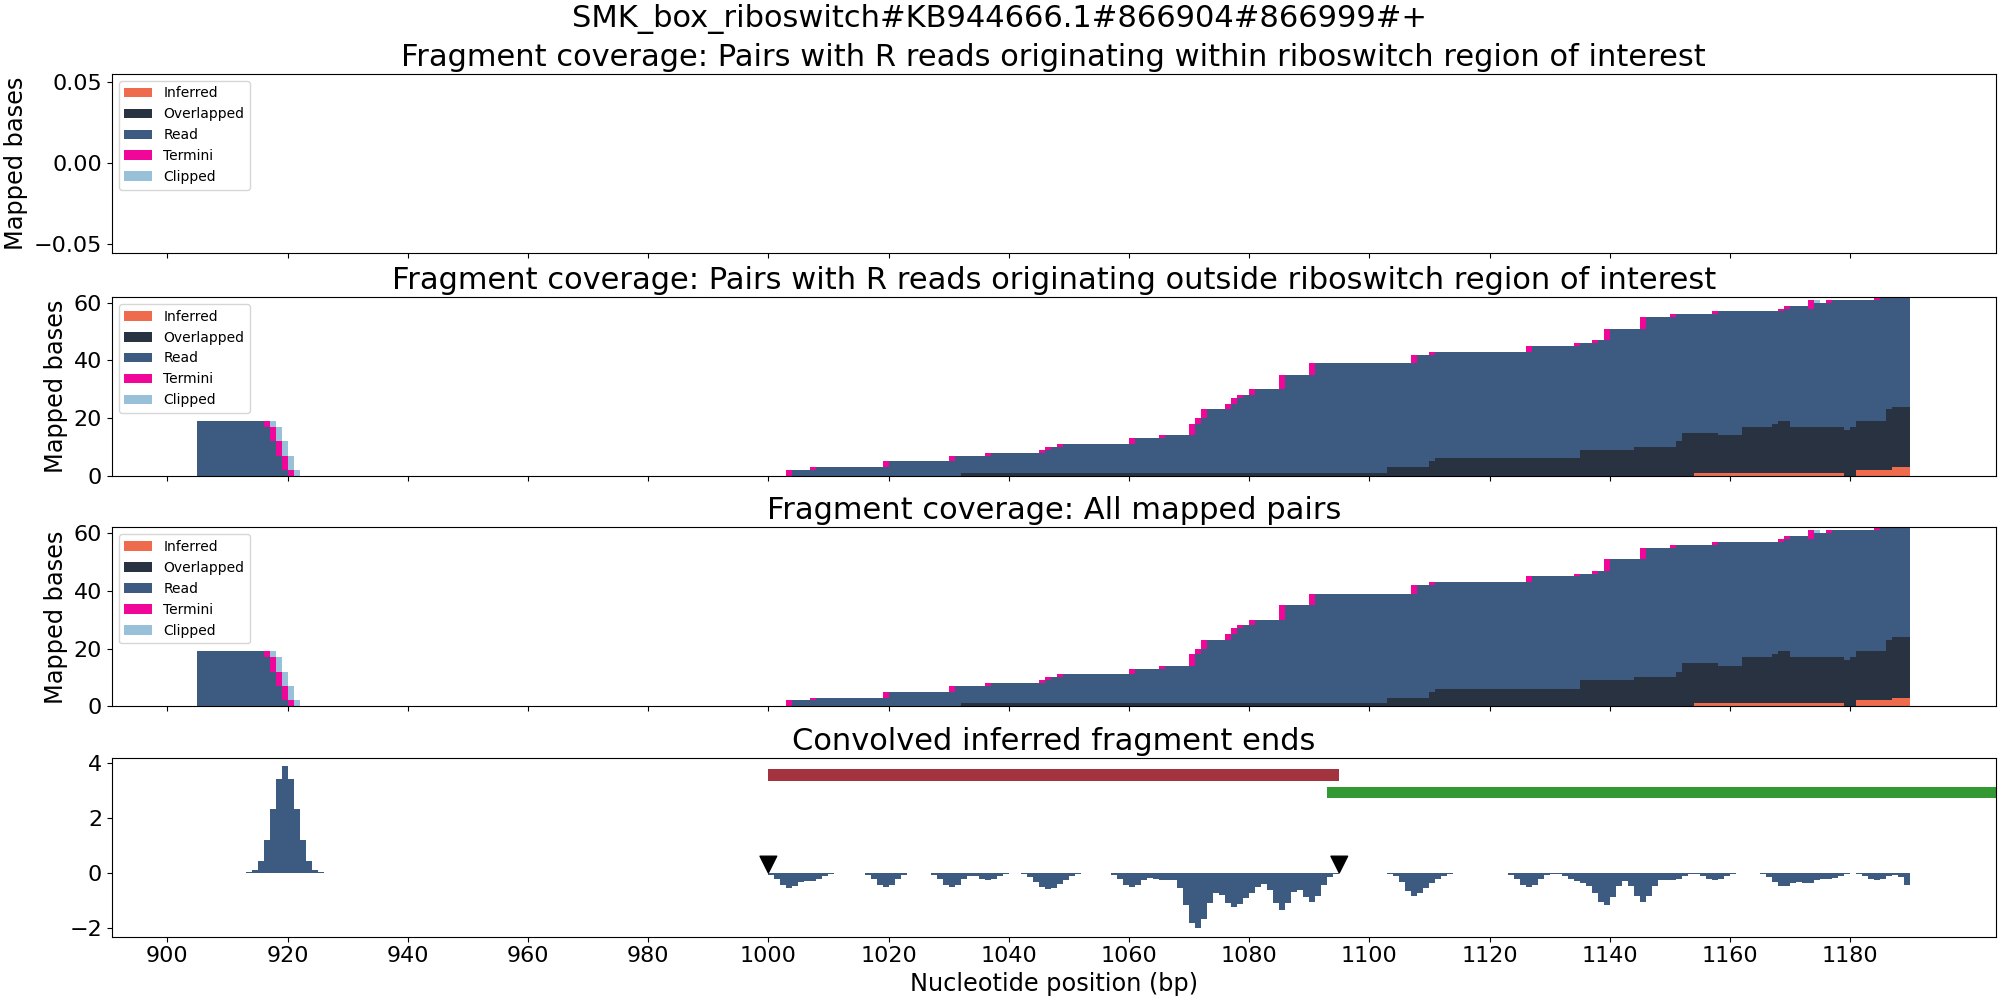 SMK_box_riboswitch#KB944666.1#866904#866999#+
Fragment coverage: Pairs with R reads originating within riboswitch region of interest
Mapped bases
0.05
0.00
−0.05
Inferred
Overlapped
Read
Termini
Clipped
Fragment coverage: Pairs with R reads originating outside riboswitch region of interest
Mapped bases
60
40
20
0
Inferred
Overlapped
Read
Termini
Clipped
Fragment coverage: All mapped pairs
Mapped bases
60
40
20
0
Inferred
Overlapped
Read
Termini
Clipped
Convolved inferred fragment ends
4
2
0
−2
900 920 940 960 980 1000 1020 1040 1060 1080 1100 1120 1140 1160 1180
Nucleotide position (bp)